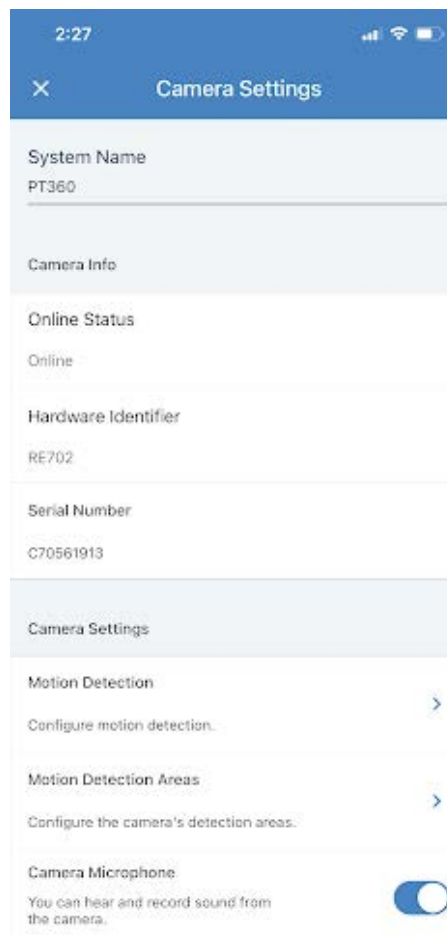 2:27
Camera Settings
System Name
PT360
Camera Info
Online Status
Online
Hardware Identifier
RE702
Serial Number
C70561913
Camera Settings
Motion Detection
Configure motion detection.
Motion Detection Areas
Configure the camera's detection areas.
Camera Microphone
You can hear and record sound from
the camera.